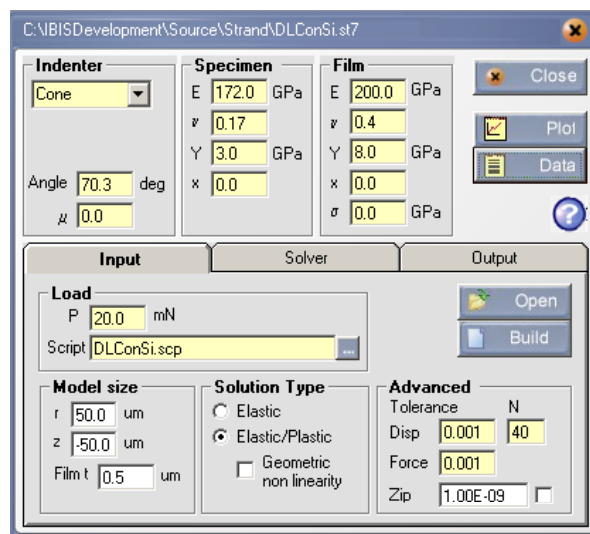 C:\IBISDevelopment\Source\Strand\DLConSi.st7
Indenter
Cone
Angle 70.3 deg
μ 0.0
Specimen
E 172.0 GPa
ν 0.17
Y 3.0 GPa
x 0.0
Film
E 200.0 GPa
ν 0.4
Y 8.0 GPa
x 0.0
σ 0.0 GPa
Close
Plot
Data
?
Input
Solver
Output
Load
P 20.0 mN
Script DLConSi.scp ...
Open
Build
Model size
r 50.0 um
z -50.0 um
Film t 0.5 um
Solution Type
Elastic
Elastic/Plastic
Geometric
non linearity
Advanced
Tolerance N
Disp 0.001 40
Force 0.001
Zip 1.00E-09